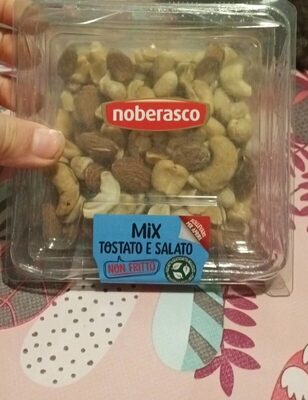 noberasco
MIX
TOSTATO E SALATO
NON FRITTO